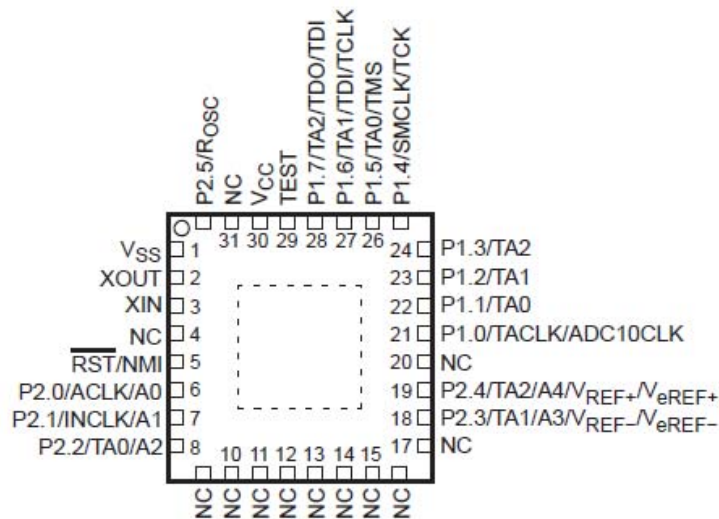 P2.5/ROSC
NC
VCC
TEST
P1.7/TA2/TDO/TDI
P1.6/TA1/TDI/TCLK
P1.5/TA0/TMS
P1.4/SMCLK/TCK
31 30 29 28 27 26
VSS 1
XOUT 2
XIN 3
NC 4
RST/NMI 5
P2.0/ACLK/A0 6
P2.1/INCLK/A1 7
P2.2/TA0/A2 8
24 P1.3/TA2
23 P1.2/TA1
22 P1.1/TA0
21 P1.0/TACLK/ADC10CLK
20 NC
19 P2.4/TA2/A4/VREF+/VeREF+
18 P2.3/TA1/A3/VREF−/VeREF−
17 NC
10 11 12 13 14 15
NC
NC
NC
NC
NC
NC
NC
NC